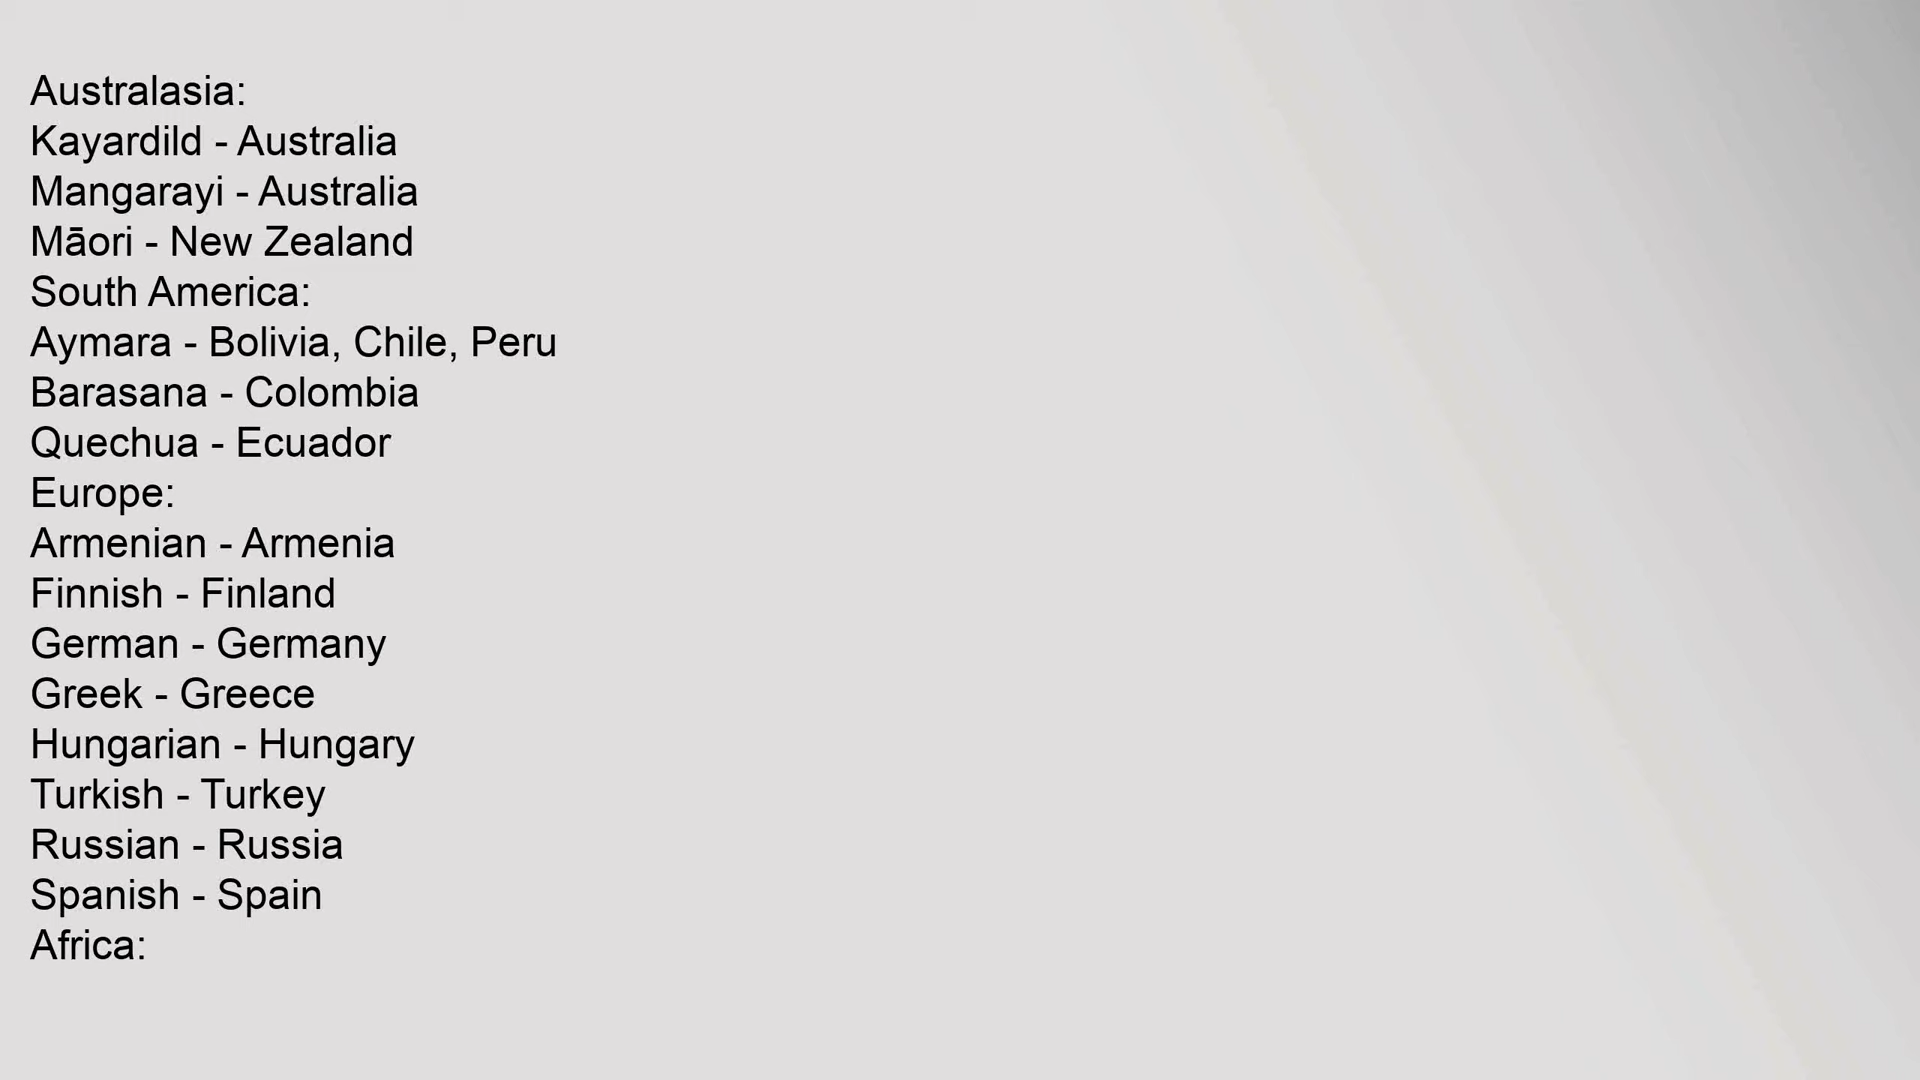 Australasia:
Kayardild - Australia
Mangarayi - Australia
Māori - New Zealand
South America:
Aymara - Bolivia, Chile, Peru
Barasana - Colombia
Quechua - Ecuador
Europe:
Armenian - Armenia
Finnish - Finland
German - Germany
Greek - Greece
Hungarian - Hungary
Turkish - Turkey
Russian - Russia
Spanish - Spain
Africa: